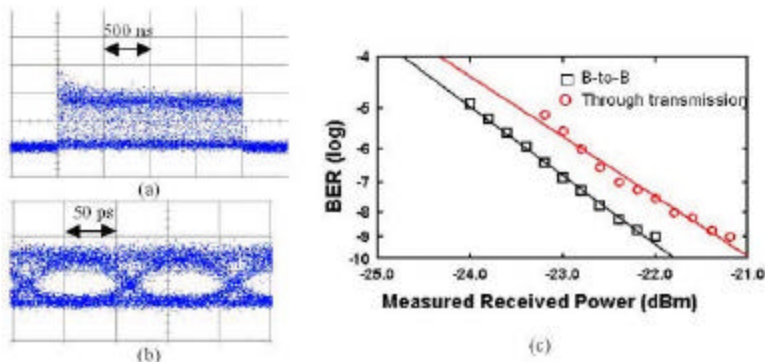 500 ns
(a)
50 ps
(b)
-4
-5
-6
-7
-8
-9
-10
BER (log)
B-to-B
Through transmission
-25.0 -24.0 -23.0 -22.0 -21.0
Measured Received Power (dBm)
(c)